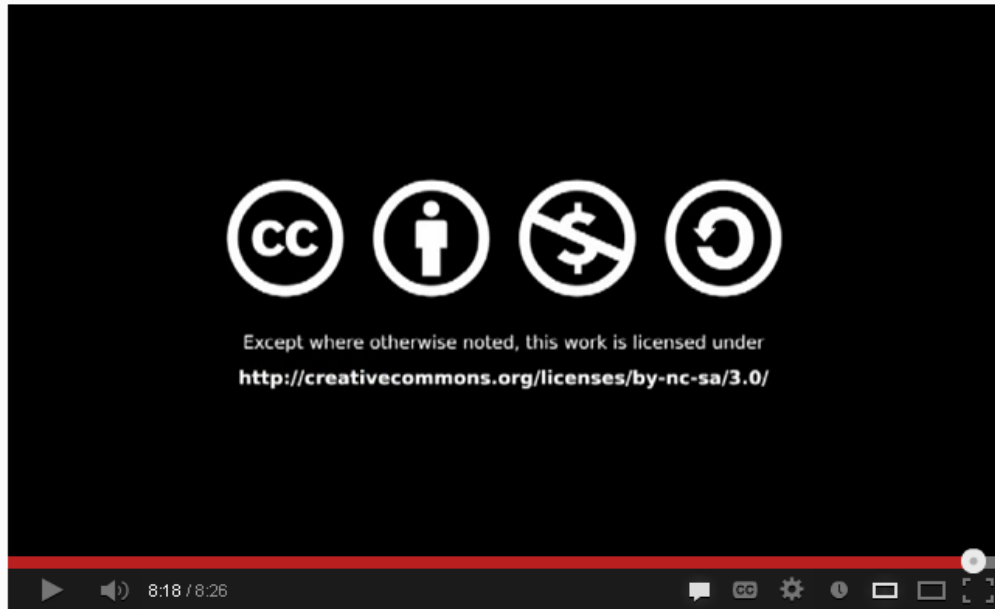 cc
$
Except where otherwise noted, this work is licensed under
http://creativecommons.org/licenses/by-nc-sa/3.0/
8:18 / 8:26
CC